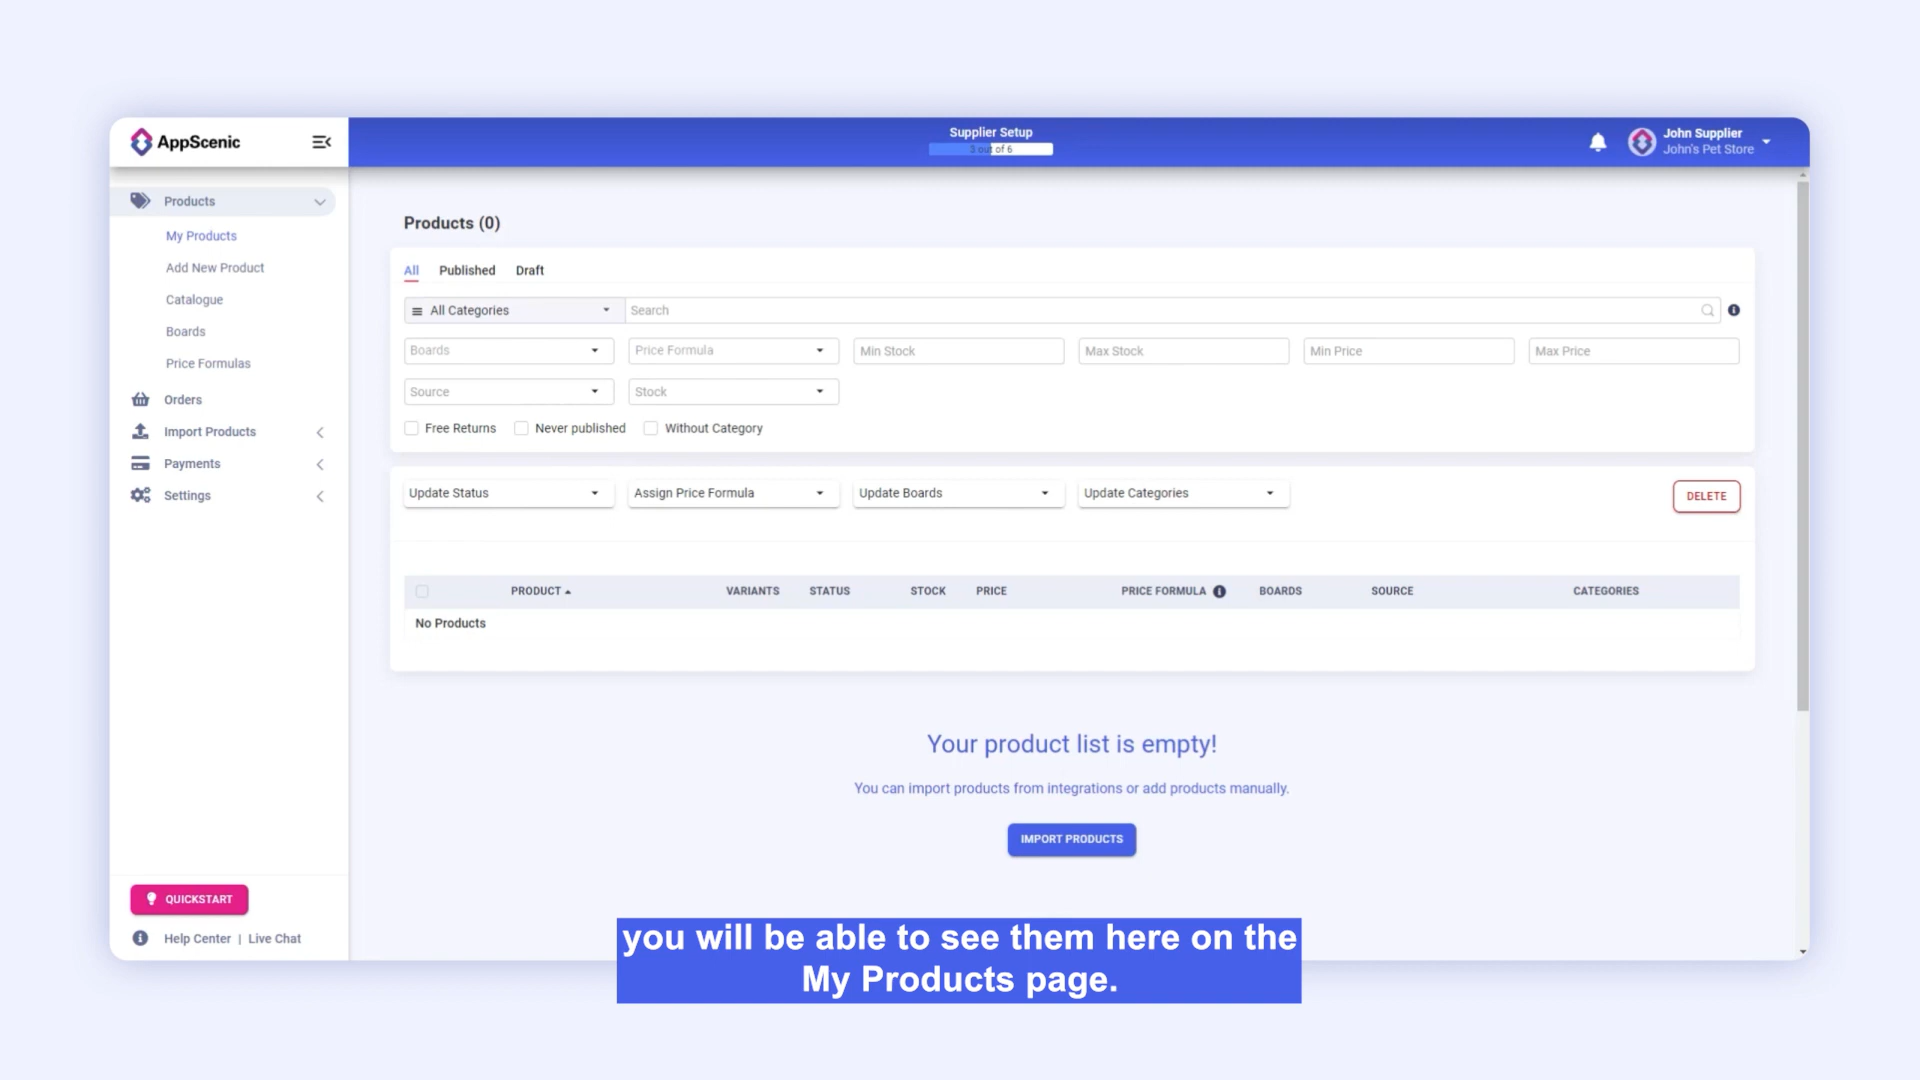 AppScenic
Supplier Setup
3 out of 6
John Supplier
John's Pet Store
Products
My Products
Add New Product
Catalogue
Boards
Price Formulas
Orders
Import Products
Payments
Settings
QUICKSTART
Help Center | Live Chat
Products (0)
All Published Draft
All Categories Search
Boards Price Formula Min Stock Max Stock Min Price Max Price
Source Stock
Free Returns Never published Without Category
Update Status Assign Price Formula Update Boards Update Categories DELETE
PRODUCT VARIANTS STATUS STOCK PRICE PRICE FORMULA BOARDS SOURCE CATEGORIES
No Products
Your product list is empty!
You can import products from integrations or add products manually.
IMPORT PRODUCTS
you will be able to see them here on the
My Products page.